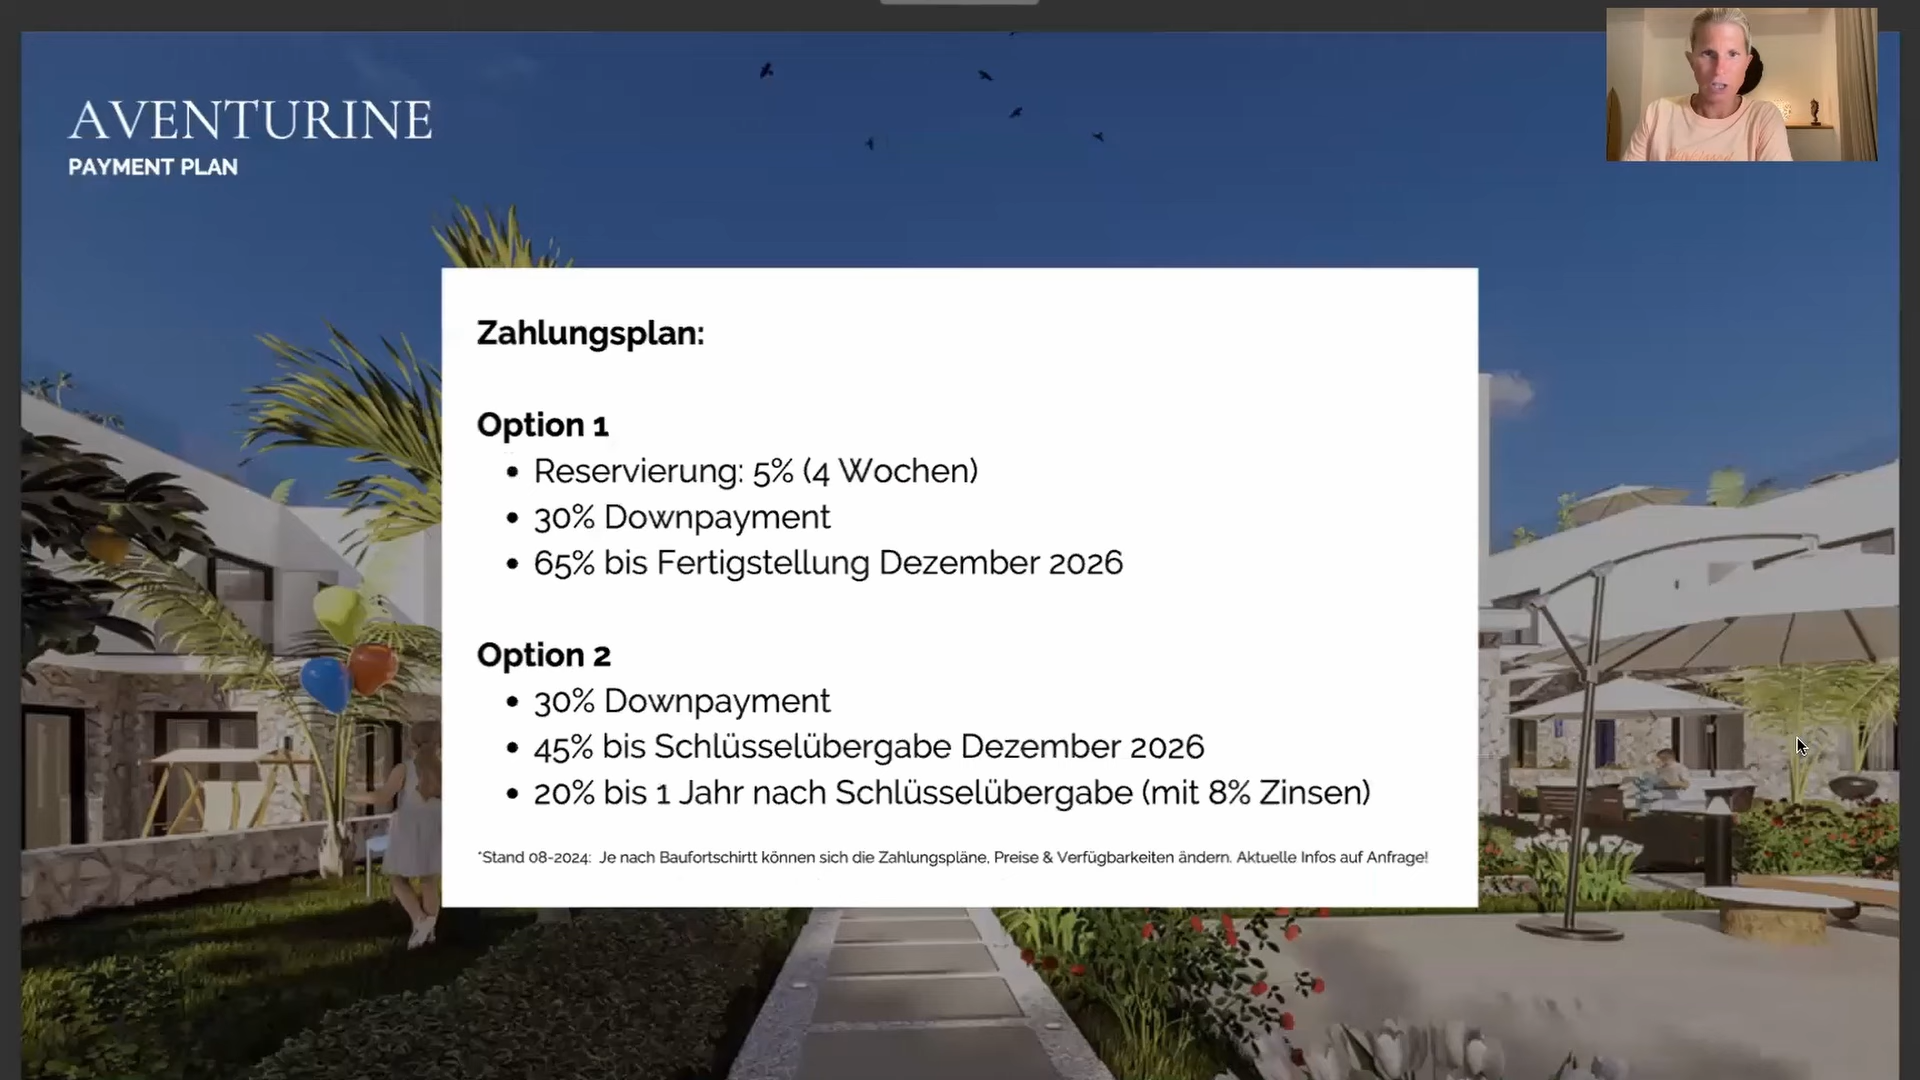 AVENTURINE
PAYMENT PLAN
Zahlungsplan:
Option 1
• Reservierung: 5% (4 Wochen)
• 30% Downpayment
• 65% bis Fertigstellung Dezember 2026
Option 2
• 30% Downpayment
• 45% bis Schlüsselübergabe Dezember 2026
• 20% bis 1 Jahr nach Schlüsselübergabe (mit 8% Zinsen)
*Stand 08-2024: Je nach Baufortschirtt können sich die Zahlungspläne, Preise & Verfügbarkeiten ändern. Aktuelle Infos auf Anfrage!